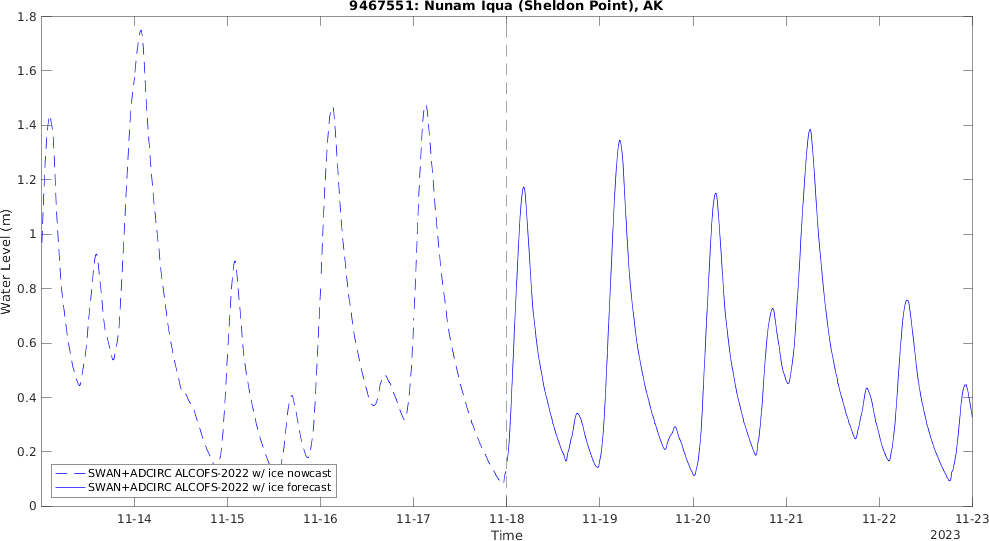 9467551: Nunam Iqua (Sheldon Point), AK
1.8
1.6
1.4
1.2
1
0.8
0.6
0.4
0.2
0
Water Level (m)
SWAN+ADCIRC ALCOFS-2022 w/ ice nowcast
SWAN+ADCIRC ALCOFS-2022 w/ ice forecast
11-14 11-15 11-16 11-17 11-18 11-19 11-20 11-21 11-22 11-23
Time
2023